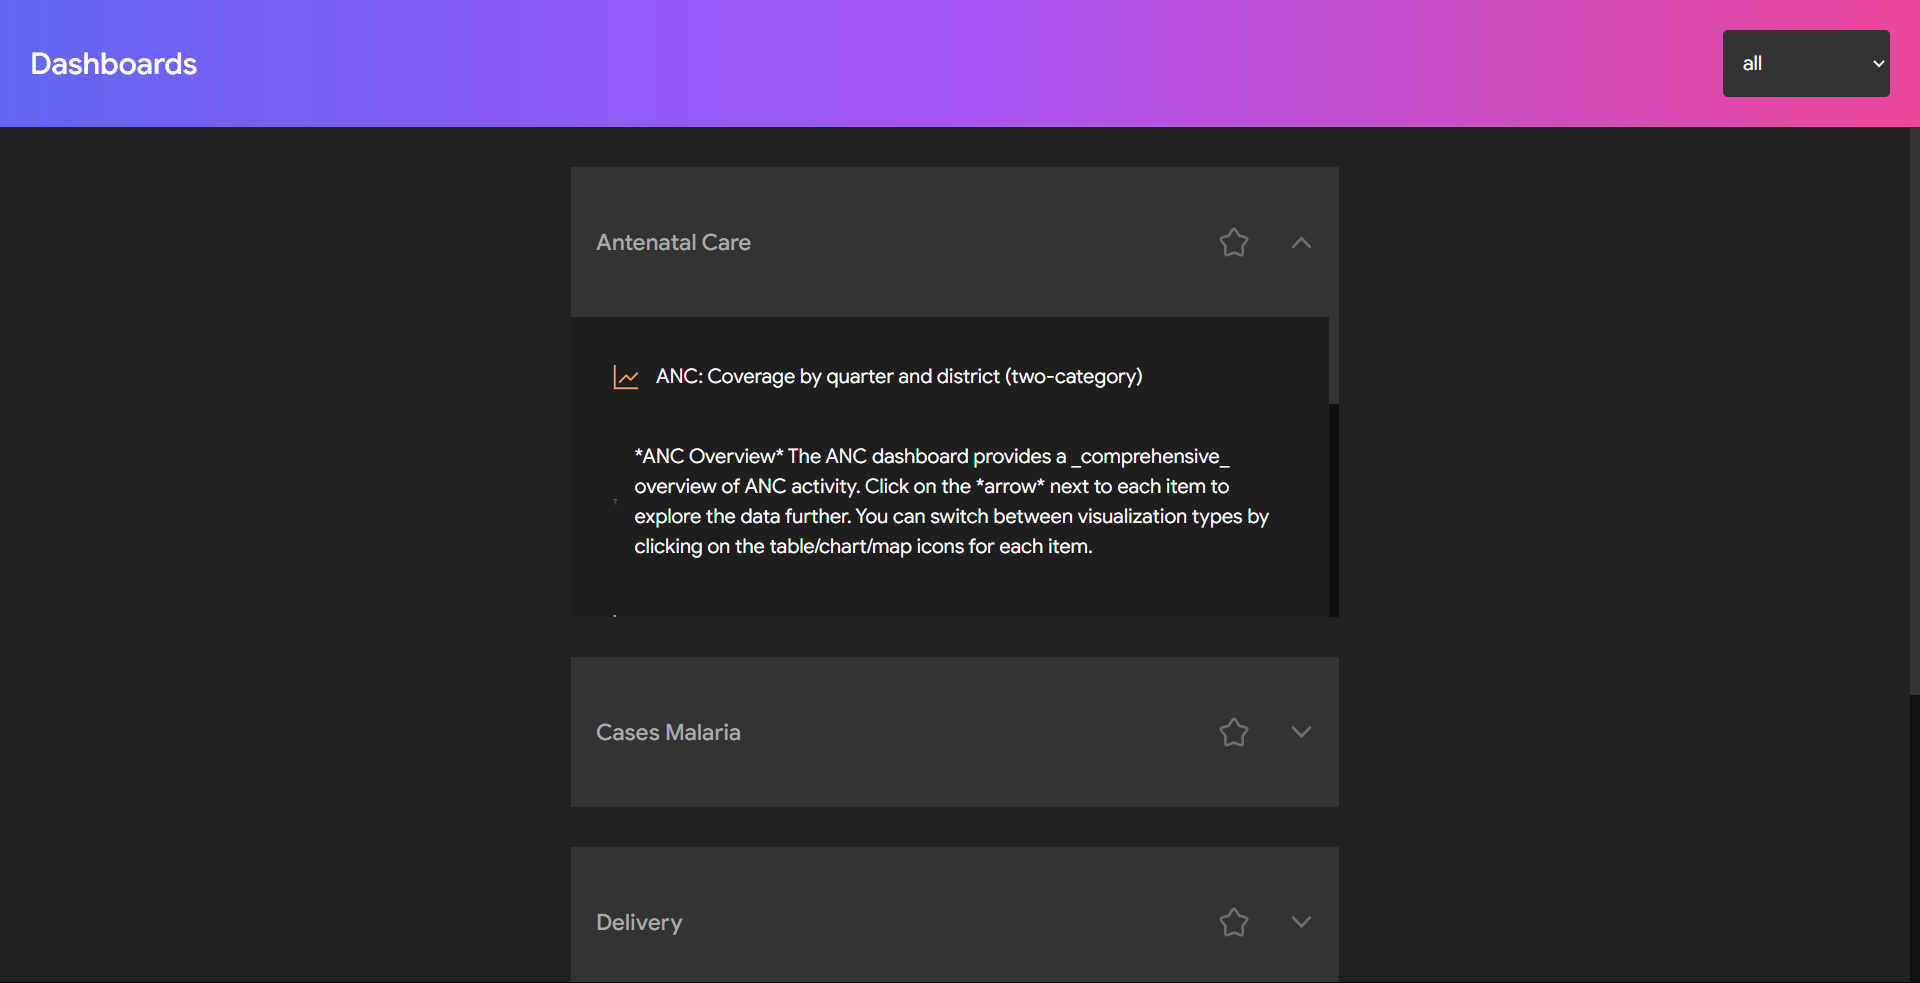 Dashboards
all
Antenatal Care
ANC: Coverage by quarter and district (two-category)
*ANC Overview* The ANC dashboard provides a _comprehensive_
overview of ANC activity. Click on the *arrow* next to each item to
explore the data further. You can switch between visualization types by
clicking on the table/chart/map icons for each item.
Cases Malaria
Delivery